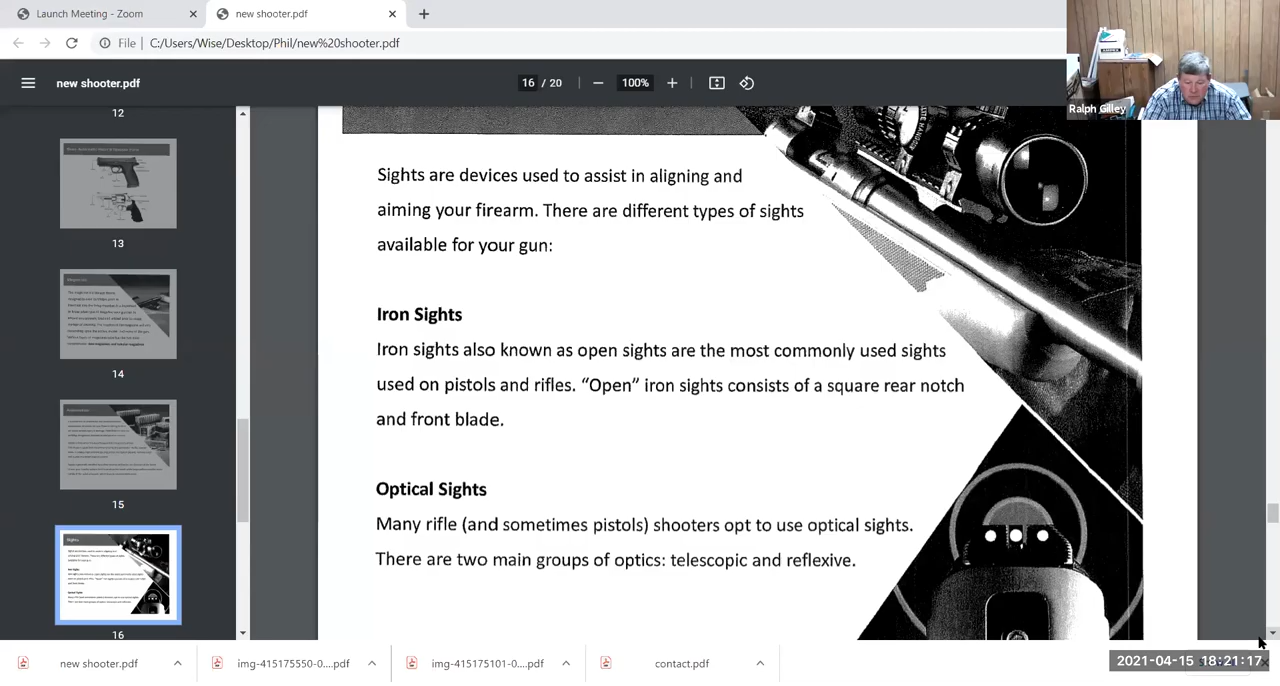 Launch Meeting - Zoom
new shooter.pdf
File | C:/Users/Wise/Desktop/Phil/new%20shooter.pdf
new shooter.pdf
16 / 20
100%
Ralph Gilley
12
13
14
15
16
Sights are devices used to assist in aligning and
aiming your firearm. There are different types of sights
available for your gun:
Iron Sights
Iron sights also known as open sights are the most commonly used sights
used on pistols and rifles. “Open” iron sights consists of a square rear notch
and front blade.
Optical Sights
Many rifle (and sometimes pistols) shooters opt to use optical sights.
There are two main groups of optics: telescopic and reflexive.
new shooter.pdf
img-415175550-0....pdf
img-415175101-0....pdf
contact.pdf
2021-04-15 18:21:17